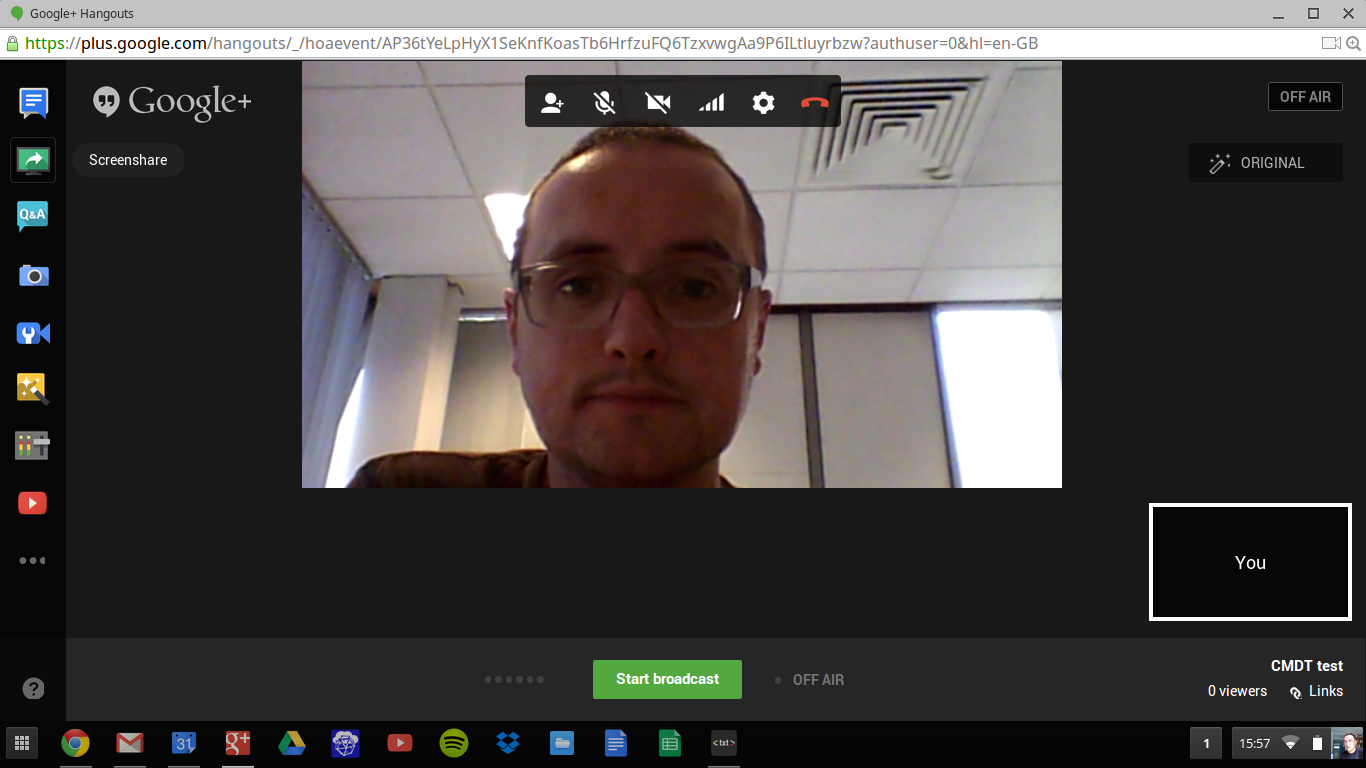 Google+ Hangouts
https://plus.google.com/hangouts/_/hoaevent/AP36tYeLpHyX1SeKnfKoasTb6HrfzuFQ6TzxvwgAa9P6ILtluyrbzw?authuser=0&hl=en-GB
Google+
OFF AIR
Screenshare
ORIGINAL
Q&A
You
Start broadcast
OFF AIR
CMDT test
0 viewers
Links
?
31
g+
<txt>
1
15:57